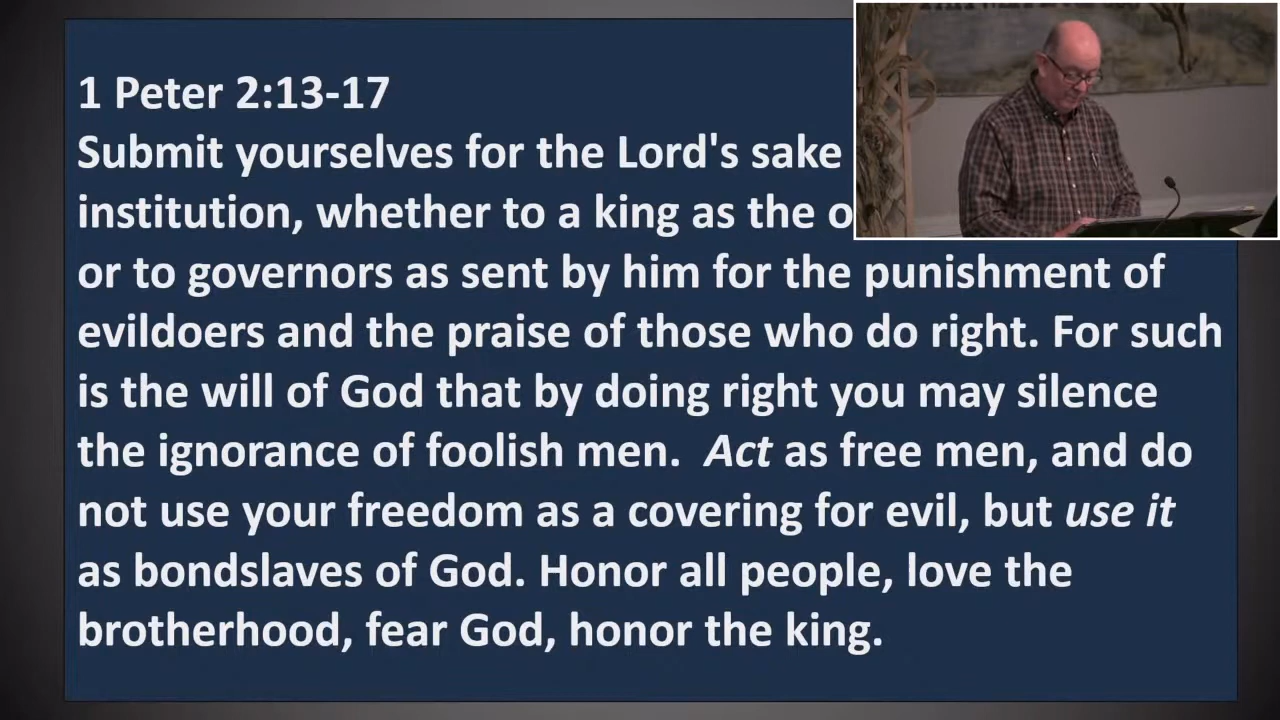 1 Peter 2:13-17
Submit yourselves for the Lord's sake
institution, whether to a king as the
or to governors as sent by him for the punishment of
evildoers and the praise of those who do right. For such
is the will of God that by doing right you may silence
the ignorance of foolish men.  Act as free men, and do
not use your freedom as a covering for evil, but use it
as bondslaves of God. Honor all people, love the
brotherhood, fear God, honor the king.